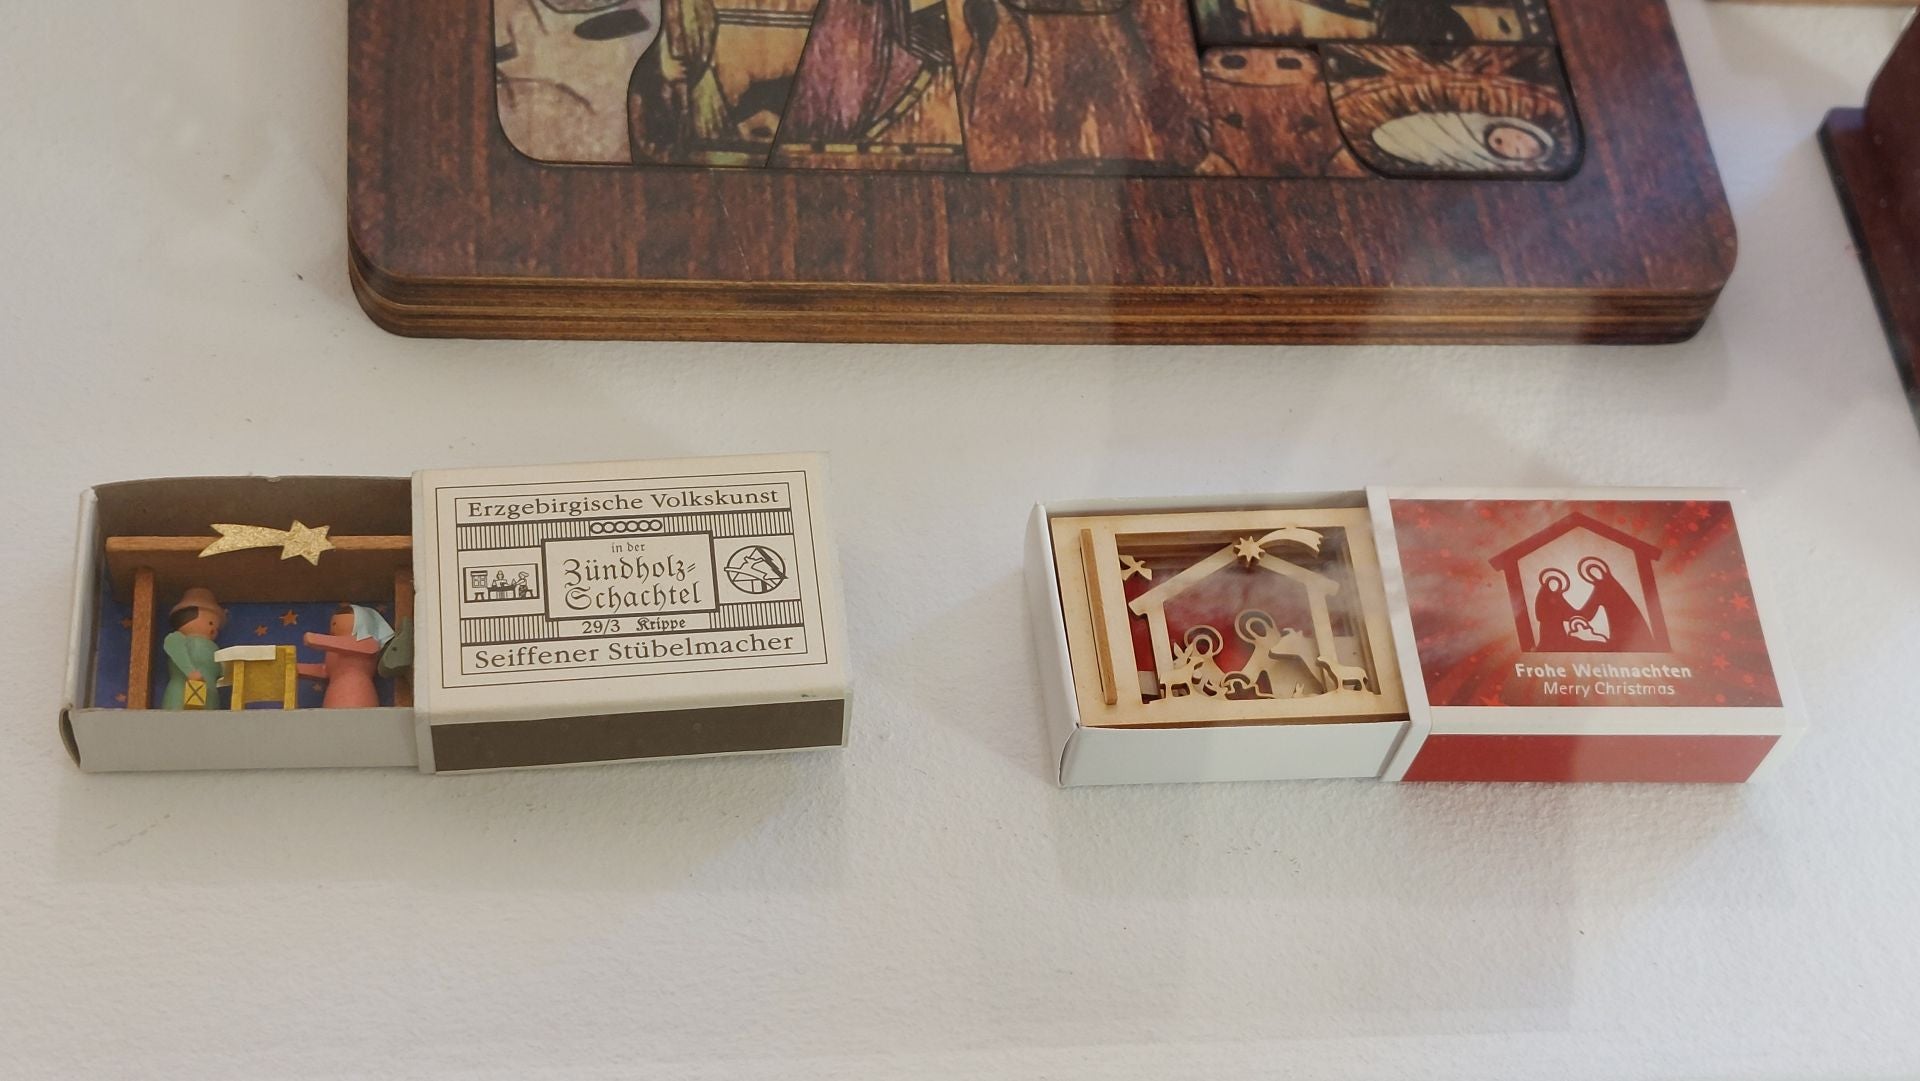 Erzgebirgische Volkskunst
in der
Zündholz-
Schachtel
29/3 Krippe
Seiffener Stübelmacher
Frohe Weihnachten
Merry Christmas